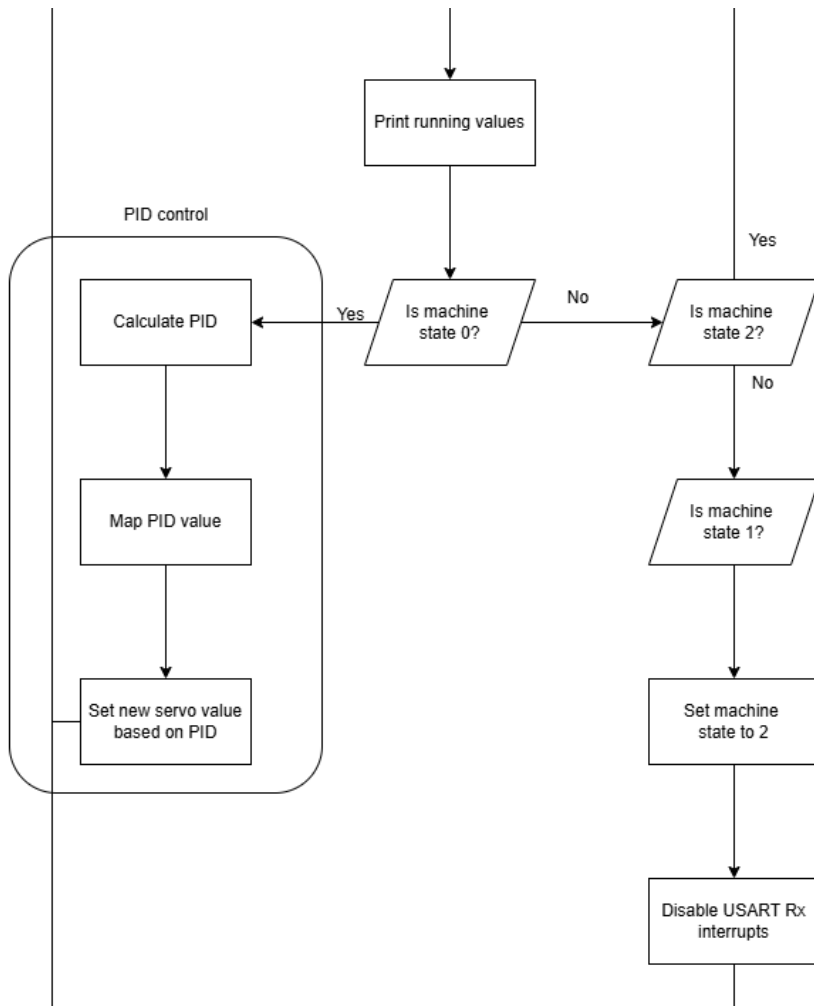 Print running values
PID control
Yes
Calculate PID
Yes
Is machine
state 0?
No
Is machine
state 2?
No
Map PID value
Is machine
state 1?
Set new servo value
based on PID
Set machine
state to 2
Disable USART Rx
interrupts